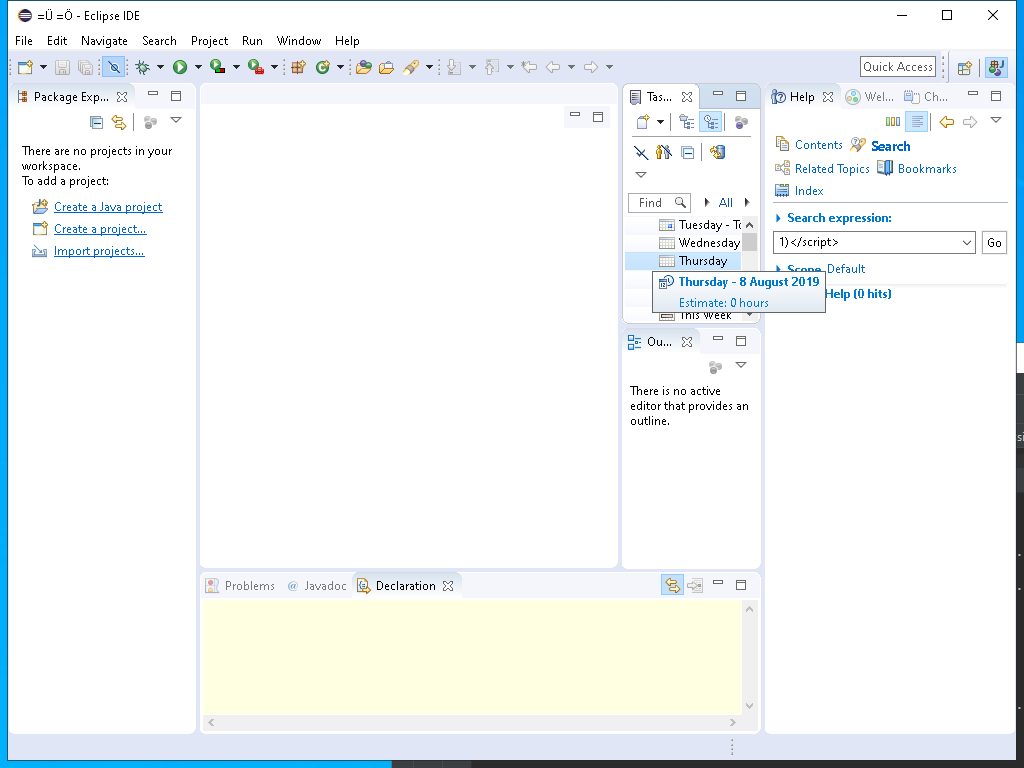 =Ü =Ö - Eclipse IDE
File Edit Navigate Search Project Run Window Help
Quick Access
Package Exp...
There are no projects in your
workspace.
To add a project:
Create a Java project
Create a project...
Import projects...
Tas...
Find
All
Tuesday - To
Wednesday
Thursday
Thursday - 8 August 2019
Estimate: 0 hours
This Week
Ou...
There is no active
editor that provides an
outline.
Help Wel... Ch...
Contents Search
Related Topics Bookmarks
Index
Search expression:
1)</script> Go
Scope Default
Help (0 hits)
Problems @ Javadoc Declaration